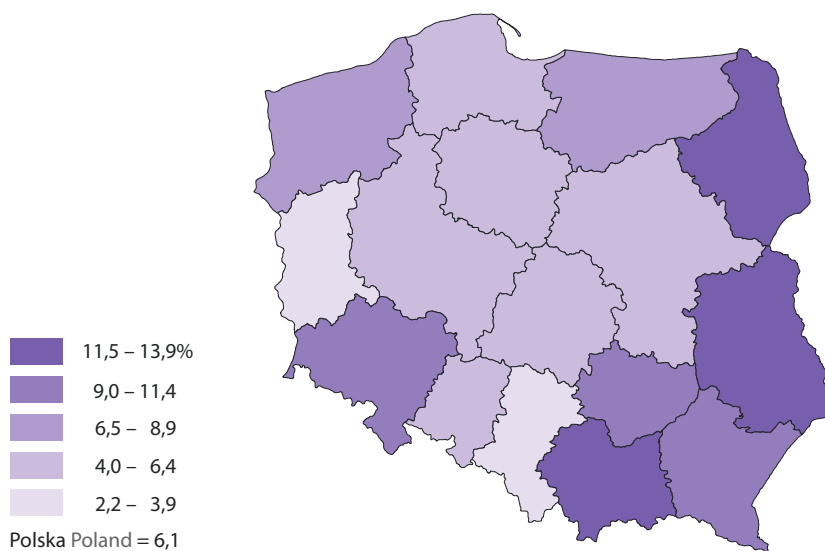 11,5 – 13,9%
9,0 – 11,4
6,5 – 8,9
4,0 – 6,4
2,2 – 3,9
Polska Poland = 6,1